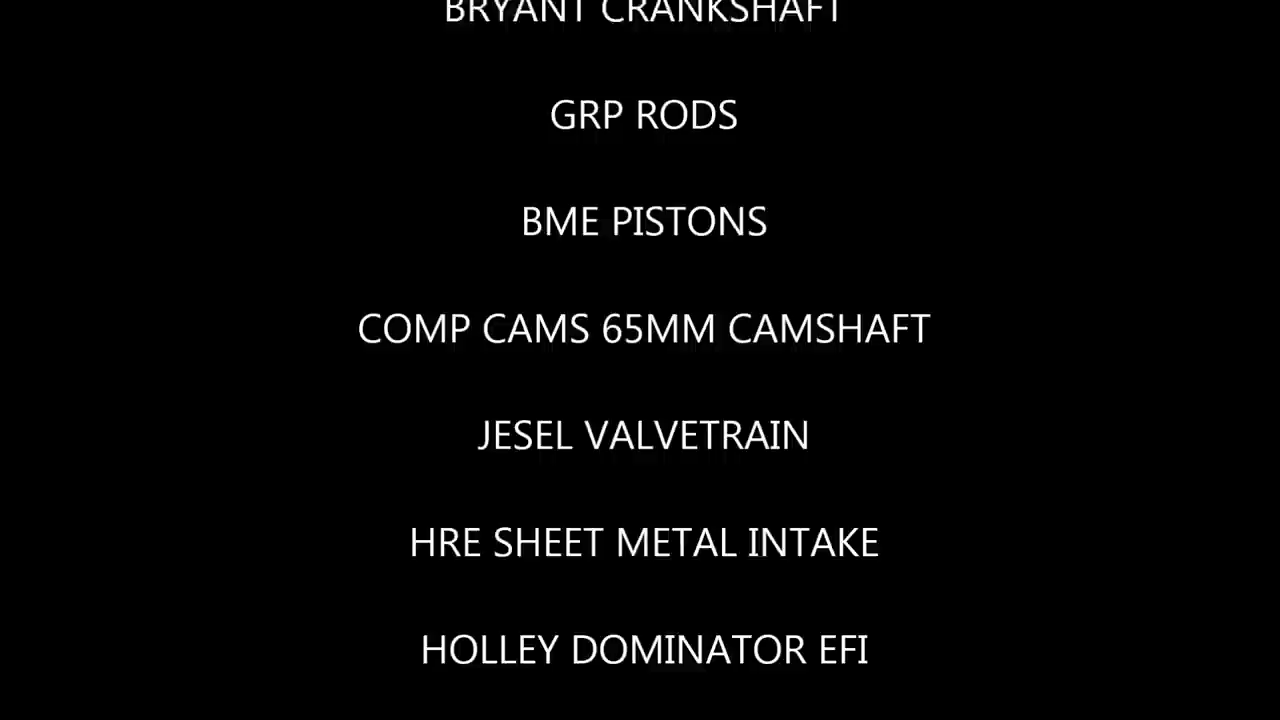 BRYANT CRANKSHAFT
GRP RODS
BME PISTONS
COMP CAMS 65MM CAMSHAFT
JESEL VALVETRAIN
HRE SHEET METAL INTAKE
HOLLEY DOMINATOR EFI